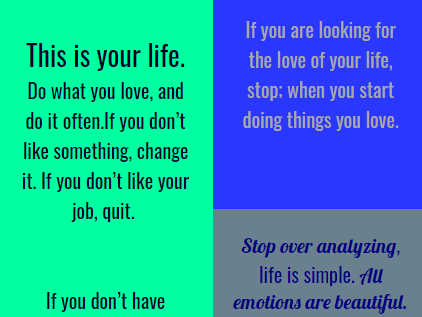 This is your life.
Do what you love, and
do it often.If you don’t
like something, change
it. If you don’t like your
job, quit.
If you don’t have
If you are looking for
the love of your life,
stop; when you start
doing things you love.
Stop over analyzing,
life is simple. All
emotions are beautiful.